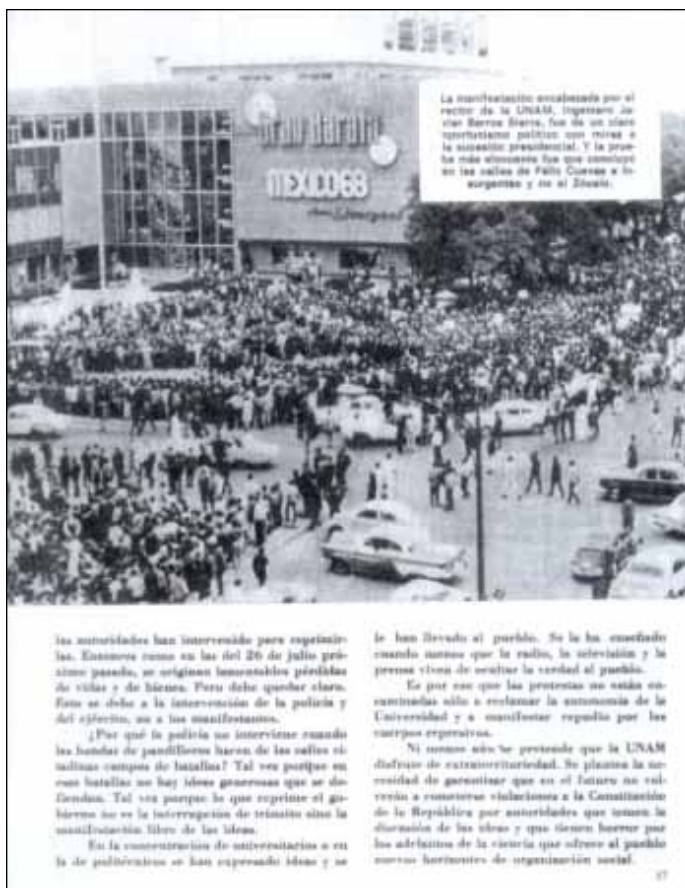 Gran Barata
MEXICO68
La manifestación encabezada por el
rector de la UNAM, ingeniero Ja-
vier Barros Sierra, fue de un claro
oportunismo político con miras a
la sucesión presidencial. Y la prue-
ba más elocuente fue que concluyó
en las calles de Félix Cuevas e In-
surgentes y no al Zócalo.
las autoridades han intervenido para reprimir-
las. Entonces como en las del 26 de julio pró-
ximo pasado, se originan lamentables pérdidas
de vidas y de bienes. Pero debe quedar claro.
Esto se debe a la intervención de la policía y
del ejército, no a los manifestantes.
¿Por qué la policía no interviene cuando
las bandas de pandilleros hacen de las calles ci-
tadinas campos de batalla? Tal vez porque en
esas batallas no hay ideas generosas que se de-
fiendan. Tal vez porque lo que reprime el go-
bierno no es la interrupción de tránsito sino la
manifestación libre de las ideas.
En la concentración de universitarios o en
la de politécnicos se han expresado ideas y se
le han llevado al pueblo. Se la ha enseñado
cuando menos que la radio, la televisión y la
prensa viven de ocultar la verdad al pueblo.
Es por eso que las protestas no están en-
caminadas sólo a reclamar la autonomía de la
Universidad y a manifestar repudio por los
cuerpos represivos.
Ni menos aún se pretende que la UNAM
disfrute de extraterritoriedad. Se plantea la ne-
cesidad de garantizar que en el futuro no vol-
verán a cometerse violaciones a la Constitución
de la República por autoridades que temen la
discusión de las ideas y que tienen horror por
los adelantos de la ciencia que ofrece al pueblo
nuevos horizontes de organización social.
17